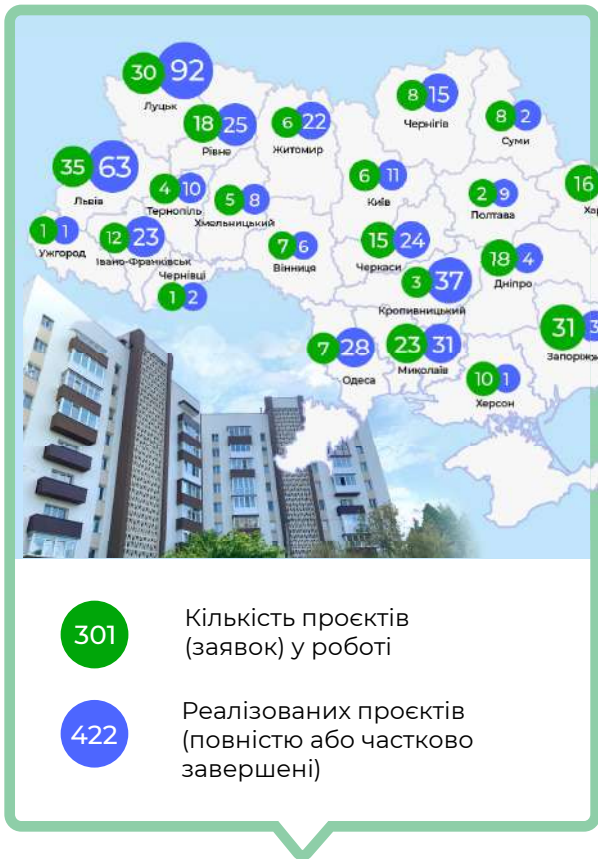 30 92
Луцьк
18 25
Рівне
6 22
Житомир
8 15
Чернігів
8 2
Суми
35 63
Львів
4 10
Тернопіль
5 8
Хмельницький
6 11
Київ
2 9
Полтава
16
1 1
Ужгород
12 23
Івано-Франківськ
7 6
Вінниця
15 24
Черкаси
18 4
Дніпро
Чернівці
1 2
3 37
Кропивницький
7 28
Одеса
23 31
Миколаїв
31
10 1
Херсон
301
Кількість проєктів
(заявок) у роботі
422
Реалізованих проєктів
(повністю або частково
завершені)